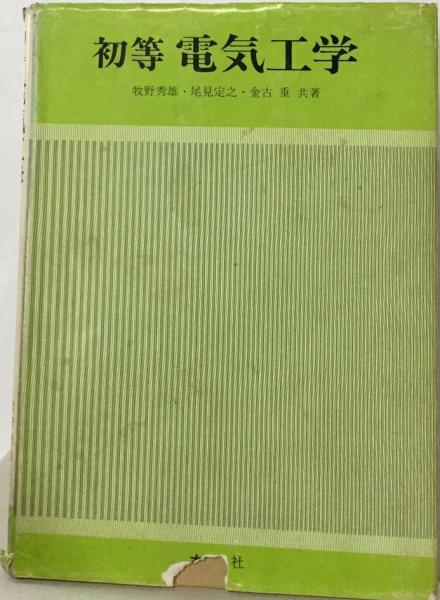 初等 電気工学
牧野秀雄・尾見定之・金古 重 共著
社